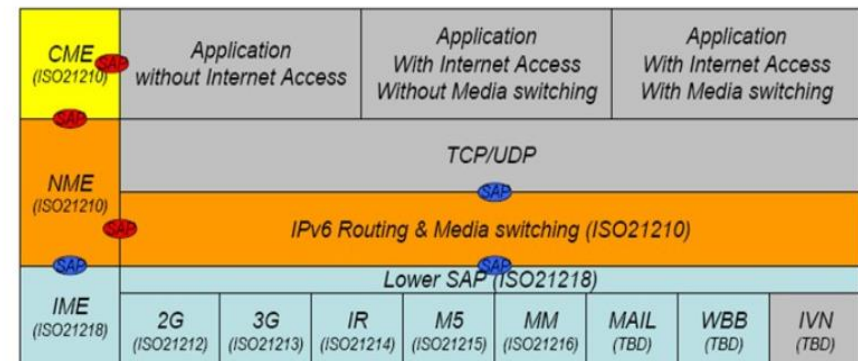 CME
(ISO21210)
SAP
Application
without Internet Access
Application
With Internet Access
Without Media switching
Application
With Internet Access
With Media switching
SAP
NME
(ISO21210)
TCP/UDP
SAP
SAP
IPv6 Routing & Media switching (ISO21210)
SAP
SAP
Lower SAP (ISO21218)
IME
(ISO21218)
2G
(ISO21212)
3G
(ISO21213)
IR
(ISO21214)
M5
(ISO21215)
MM
(ISO21216)
MAIL
(TBD)
WBB
(TBD)
IVN
(TBD)